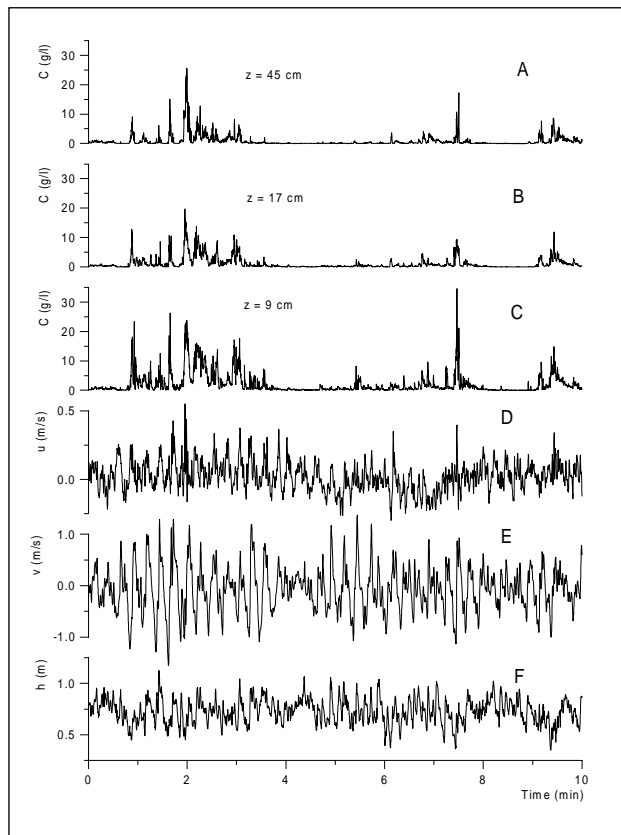 C (g/l)
30
20
10
0
z = 45 cm
A
C (g/l)
30
20
10
0
z = 17 cm
B
C (g/l)
30
20
10
0
z = 9 cm
C
u (m/s)
0.5
0.0
D
v (m/s)
1.0
0.0
-1.0
E
h (m)
1.0
0.5
F
0 2 4 6 8 10
Time (min)